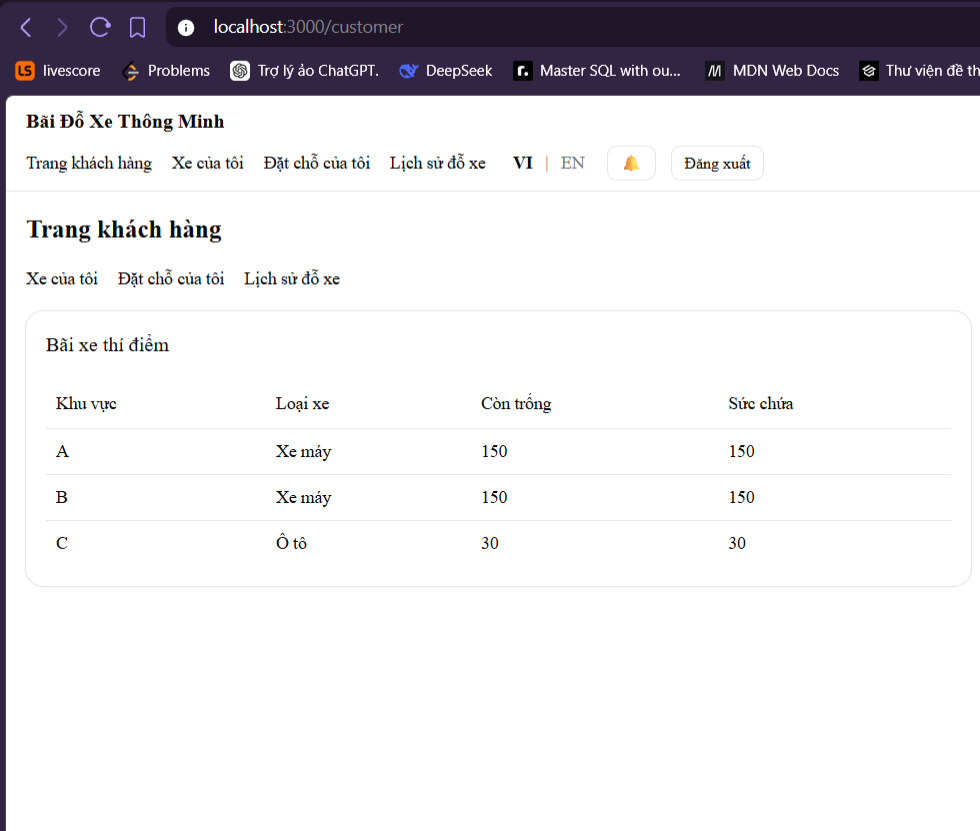 localhost:3000/customer
LS livescore Problems Trợ lý ảo ChatGPT. DeepSeek r. Master SQL with ou... M MDN Web Docs Thư viện đề th
Bãi Đỗ Xe Thông Minh
Trang khách hàng Xe của tôi Đặt chỗ của tôi Lịch sử đỗ xe VI | EN Đăng xuất
Trang khách hàng
Xe của tôi Đặt chỗ của tôi Lịch sử đỗ xe
Bãi xe thí điểm
Khu vực Loại xe Còn trống Sức chứa
A Xe máy 150 150
B Xe máy 150 150
C Ô tô 30 30